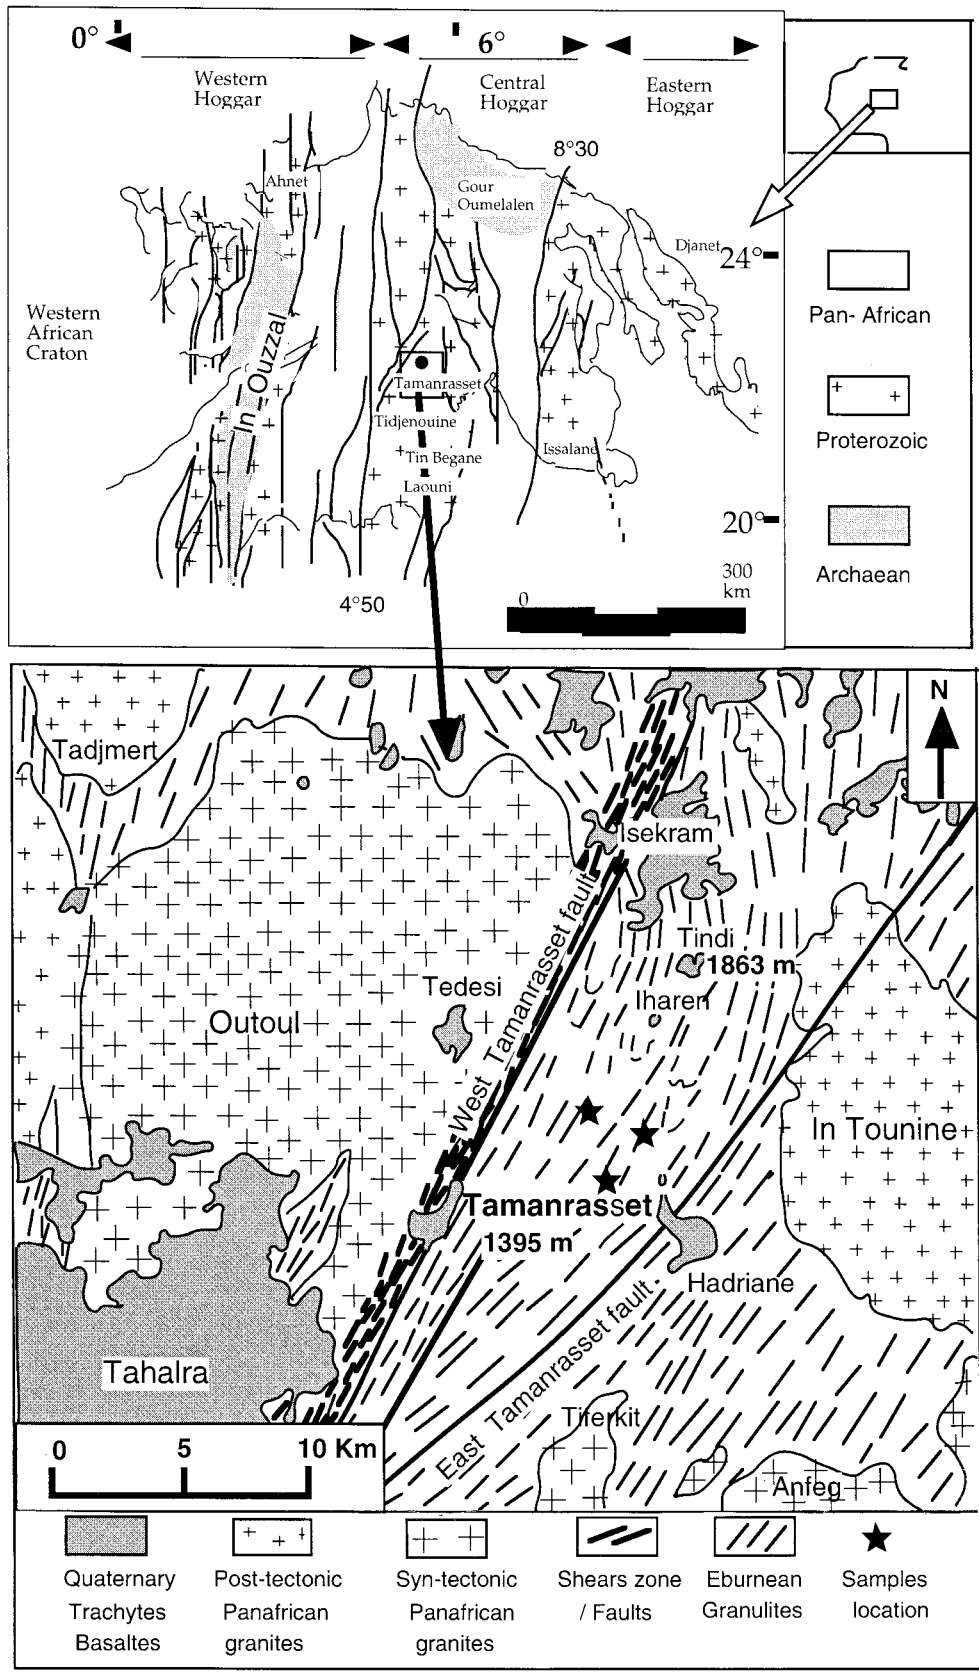 0°
6°
Western
Hoggar
Central
Hoggar
Eastern
Hoggar
8°30
Ahnet
Gour
Oumelalen
Djanet
24°
Western
African
Craton
In Ouzzal
Tamanrasset
Tidjenouine
Tin Begane
Laouni
Issalane
20°
4°50
0
300
km
Pan- African
Proterozoic
Archaean
N
Tadjmert
Isekram
Tindi
1863 m
Iharen
Tedesi
Outoul
West Tamanrasset fault
In Tounine
Tamanrasset
1395 m
Hadriane
East Tamanrasset fault
Tahalra
Tiferkit
Anfeg
0 5 10 Km
Quaternary
Trachytes
Basaltes
Post-tectonic
Panafrican
granites
Syn-tectonic
Panafrican
granites
Shears zone
/ Faults
Eburnean
Granulites
Samples
location